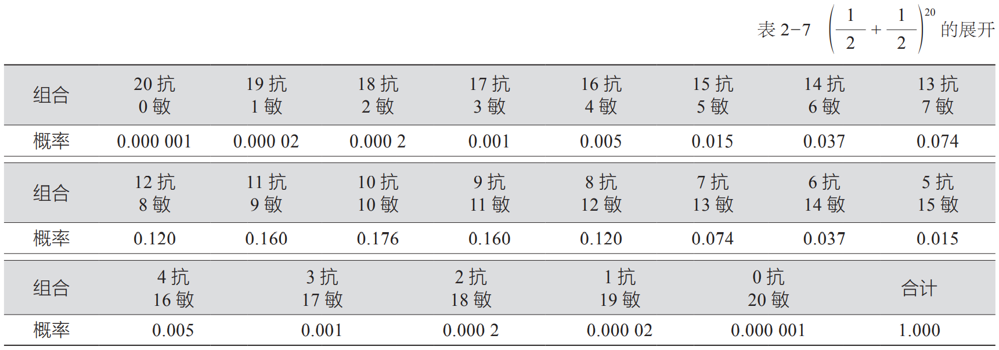 表 2-7 (1/2 + 1/2)^20 的展开
组合 20 抗 19 抗 18 抗 17 抗 16 抗 15 抗 14 抗 13 抗
0 敏 1 敏 2 敏 3 敏 4 敏 5 敏 6 敏 7 敏
概率 0.000 001 0.000 02 0.000 2 0.001 0.005 0.015 0.037 0.074
组合 12 抗 11 抗 10 抗 9 抗 8 抗 7 抗 6 抗 5 抗
8 敏 9 敏 10 敏 11 敏 12 敏 13 敏 14 敏 15 敏
概率 0.120 0.160 0.176 0.160 0.120 0.074 0.037 0.015
组合 4 抗 3 抗 2 抗 1 抗 0 抗 合计
16 敏 17 敏 18 敏 19 敏 20 敏
概率 0.005 0.001 0.000 2 0.000 02 0.000 001 1.000